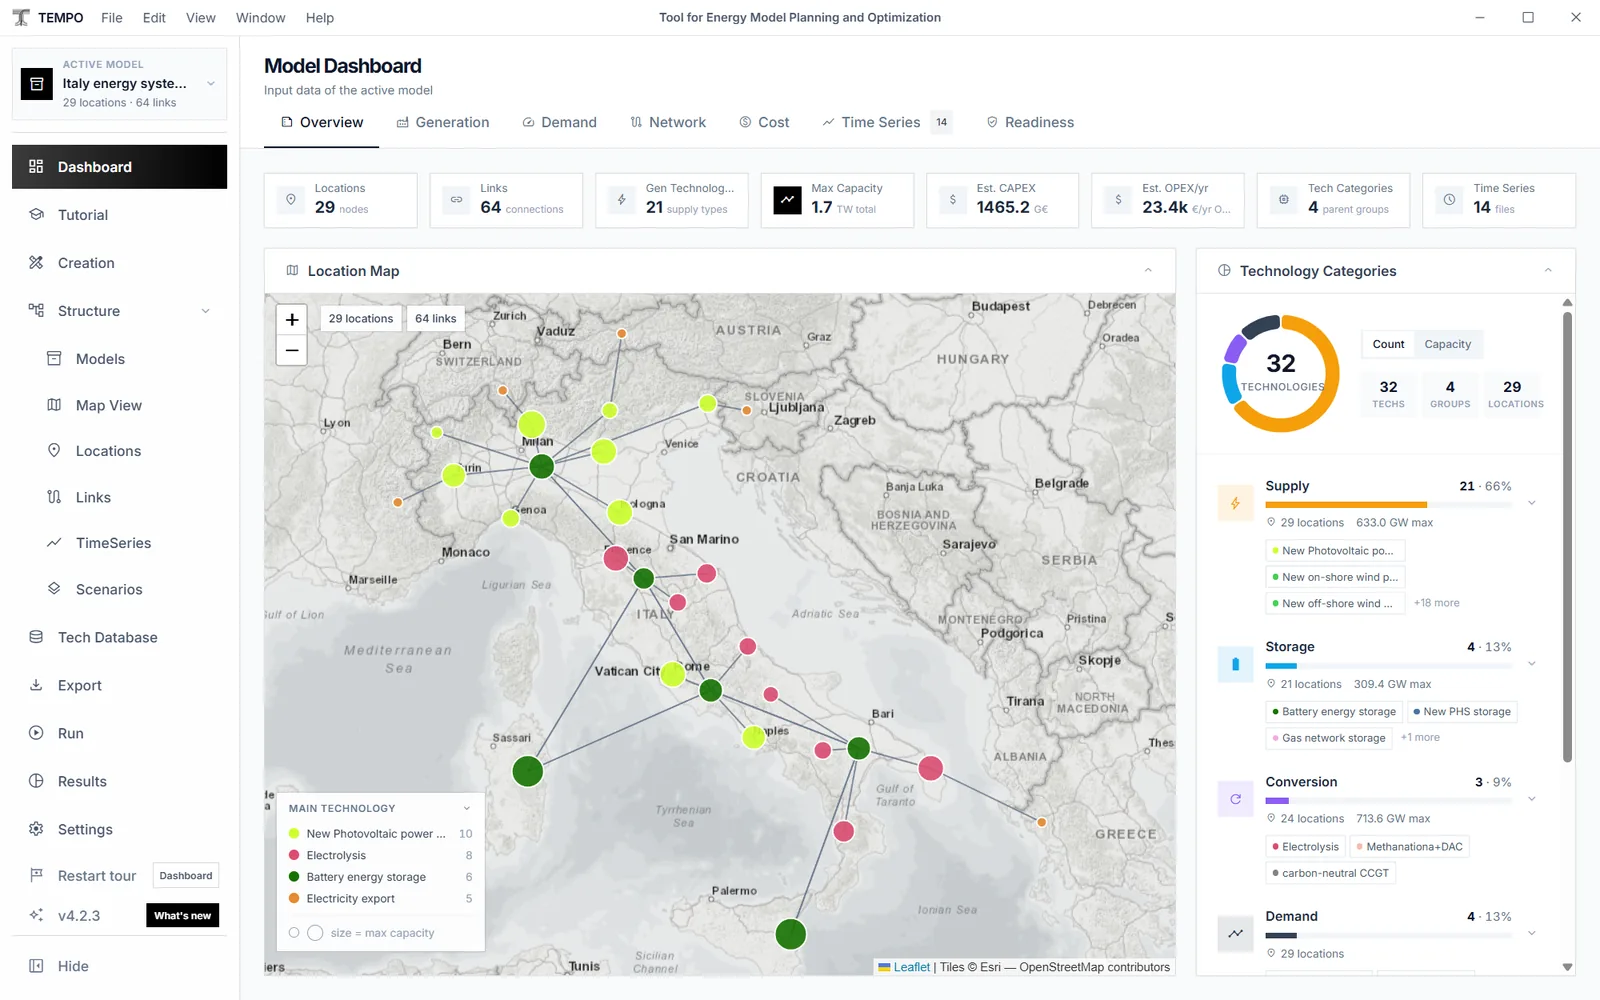 TEMPO File Edit View Window Help
Tool for Energy Model Planning and Optimization
ACTIVE MODEL
Italy energy syste...
29 locations · 64 links
Dashboard
Tutorial
Creation
Structure
Models
Map View
Locations
Links
TimeSeries
Scenarios
Tech Database
Export
Run
Results
Settings
Restart tour Dashboard
v4.2.3 What's new
Hide
Model Dashboard
Input data of the active model
Overview Generation Demand Network Cost Time Series 14 Readiness
Locations
29 nodes
Links
64 connections
Gen Technolog...
21 supply types
Max Capacity
1.7 TW total
Est. CAPEX
1465.2 G€
Est. OPEX/yr
23.4k €/yr O...
Tech Categories
4 parent groups
Time Series
14 files
Location Map
+
−
29 locations 64 links
Zurich
Budapest
Debrecen
Vaduz
AUSTRIA
Graz
Oradea
Bern
SWITZERLAND
HUNGARY
SLOVENIA
Ljubljana
Zagreb
Lyon
Milan
Venice
urin
CROATIA
Banja Luka
Belgrade
enoa
ologna
BOSNIA AND
HERZEGOVINA
San Marino
Sarajevo
Monaco
ence
SERBIA
Marseille
Ligurian Sea
Gulf of Lion
ITALY
Adriatic Sea
MONTENEGRO
Pristina
Podgorica
Mediterranean
Sea
Vatican Cit
ome
Skopje
Tirana
NORTH
MACEDONIA
Bari
Sassari
aples
Thes
ALBANIA
Gulf of
Taranto
Tyrrhenian
Sea
GREECE
Palermo
Ionian Sea
Sicilian
Channel
iers
Tunis
MAIN TECHNOLOGY
New Photovoltaic power ... 10
Electrolysis 8
Battery energy storage 6
Electricity export 5
size = max capacity
Leaflet | Tiles © Esri — OpenStreetMap contributors
Technology Categories
32
TECHNOLOGIES
Count Capacity
32 TECHS
4 GROUPS
29 LOCATIONS
Supply 21 · 66%
29 locations 633.0 GW max
New Photovoltaic po...
New on-shore wind p...
New off-shore wind ... +18 more
Storage 4 · 13%
21 locations 309.4 GW max
Battery energy storage New PHS storage
Gas network storage +1 more
Conversion 3 · 9%
24 locations 713.6 GW max
Electrolysis Methanationa+DAC
carbon-neutral CCGT
Demand 4 · 13%
29 locations